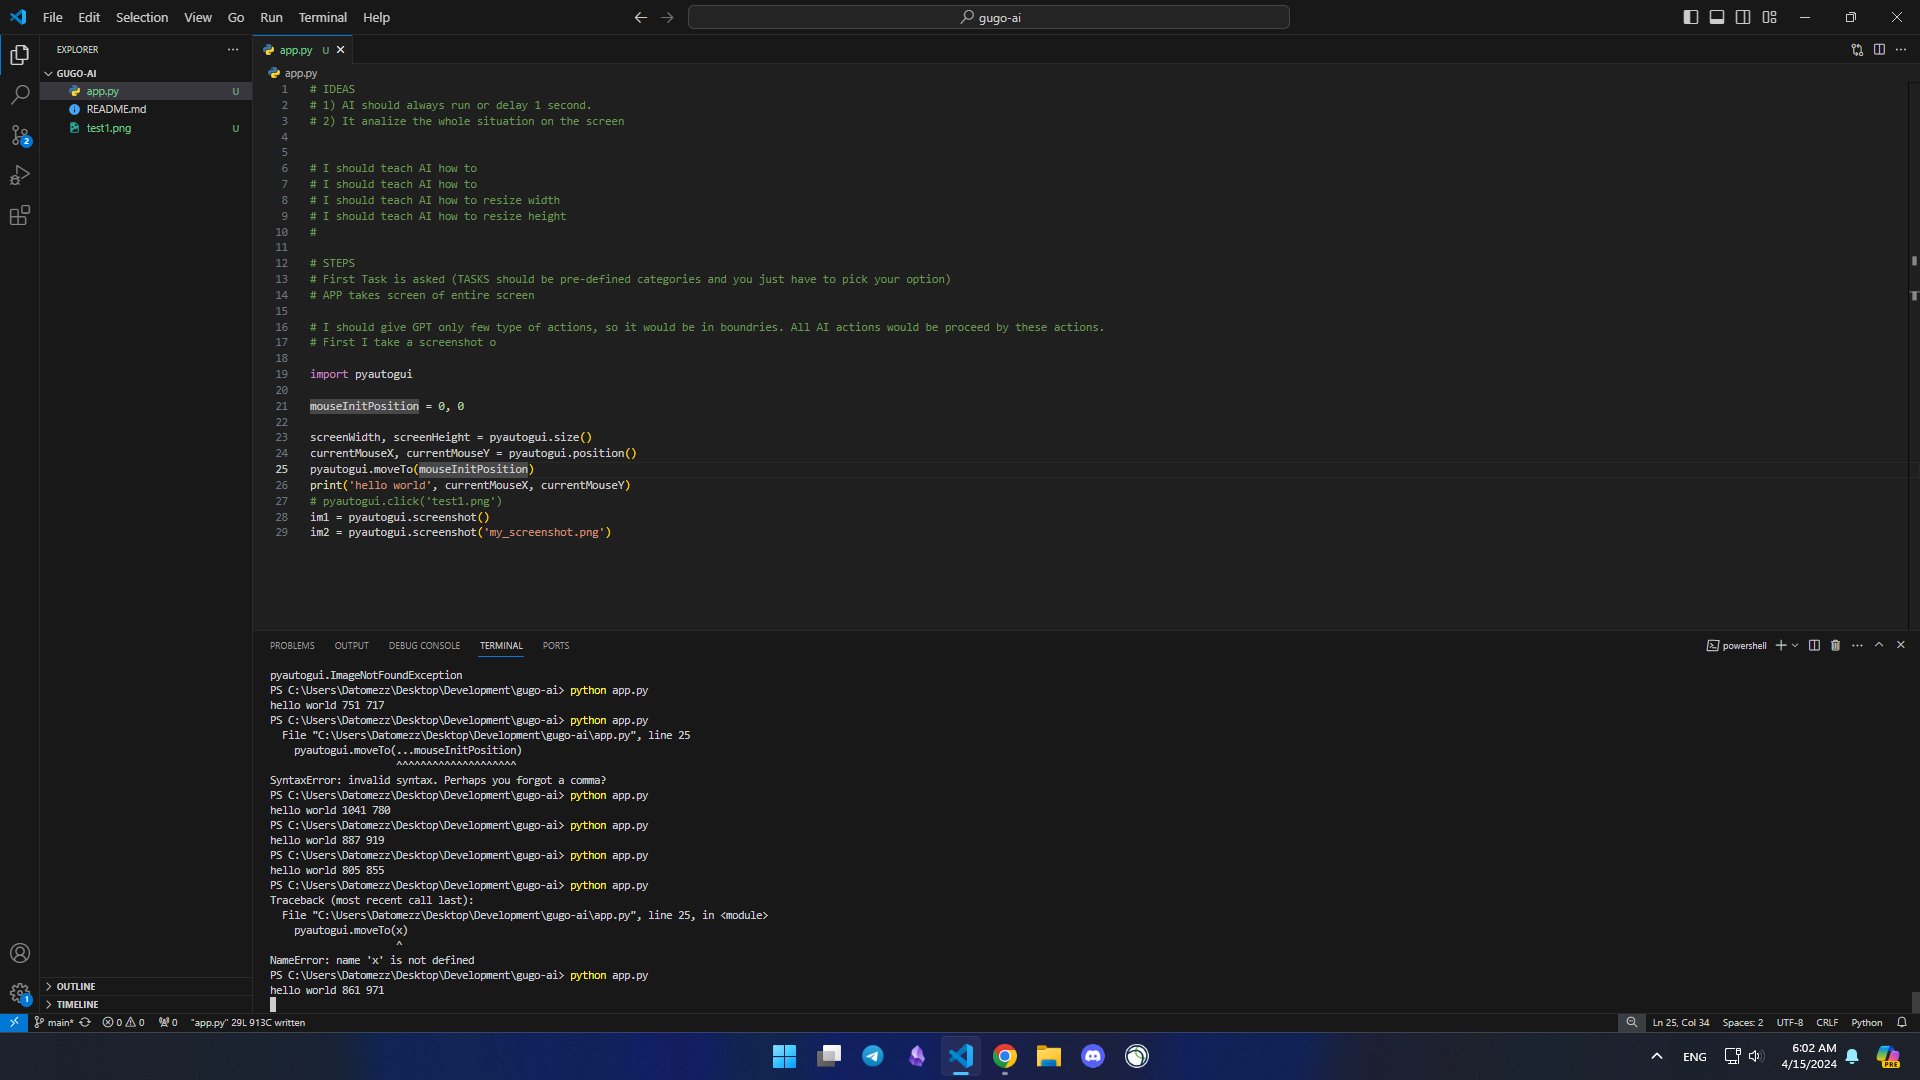 File Edit Selection View Go Run Terminal Help
gugo-ai
EXPLORER
GUGO-AI
app.py U
README.md
test1.png U
2
app.py U
app.py
1 # IDEAS
2 # 1) AI should always run or delay 1 second.
3 # 2) It analize the whole situation on the screen
4
5
6 # I should teach AI how to
7 # I should teach AI how to
8 # I should teach AI how to resize width
9 # I should teach AI how to resize height
10 #
11
12 # STEPS
13 # First Task is asked (TASKS should be pre-defined categories and you just have to pick your option)
14 # APP takes screen of entire screen
15
16 # I should give GPT only few type of actions, so it would be in boundries. All AI actions would be proceed by these actions.
17 # First I take a screenshot o
18
19 import pyautogui
20
21 mouseInitPosition = 0, 0
22
23 screenWidth, screenHeight = pyautogui.size()
24 currentMouseX, currentMouseY = pyautogui.position()
25 pyautogui.moveTo(mouseInitPosition)
26 print('hello world', currentMouseX, currentMouseY)
27 # pyautogui.click('test1.png')
28 im1 = pyautogui.screenshot()
29 im2 = pyautogui.screenshot('my_screenshot.png')
PROBLEMS OUTPUT DEBUG CONSOLE TERMINAL PORTS
powershell
pyautogui.ImageNotFoundException
PS C:\Users\Datomezz\Desktop\Development\gugo-ai> python app.py
hello world 751 717
PS C:\Users\Datomezz\Desktop\Development\gugo-ai> python app.py
File "C:\Users\Datomezz\Desktop\Development\gugo-ai\app.py", line 25
pyautogui.moveTo(...mouseInitPosition)
^^^^^^^^^^^^^^^^^^^^
SyntaxError: invalid syntax. Perhaps you forgot a comma?
PS C:\Users\Datomezz\Desktop\Development\gugo-ai> python app.py
hello world 1041 780
PS C:\Users\Datomezz\Desktop\Development\gugo-ai> python app.py
hello world 887 919
PS C:\Users\Datomezz\Desktop\Development\gugo-ai> python app.py
hello world 805 855
PS C:\Users\Datomezz\Desktop\Development\gugo-ai> python app.py
Traceback (most recent call last):
File "C:\Users\Datomezz\Desktop\Development\gugo-ai\app.py", line 25, in <module>
pyautogui.moveTo(x)
^
NameError: name 'x' is not defined
PS C:\Users\Datomezz\Desktop\Development\gugo-ai> python app.py
hello world 861 971
OUTLINE
TIMELINE
1
main* 0 0 0 "app.py" 29L 913C written
Ln 25, Col 34 Spaces: 2 UTF-8 CRLF Python
ENG
6:02 AM
4/15/2024
PRE